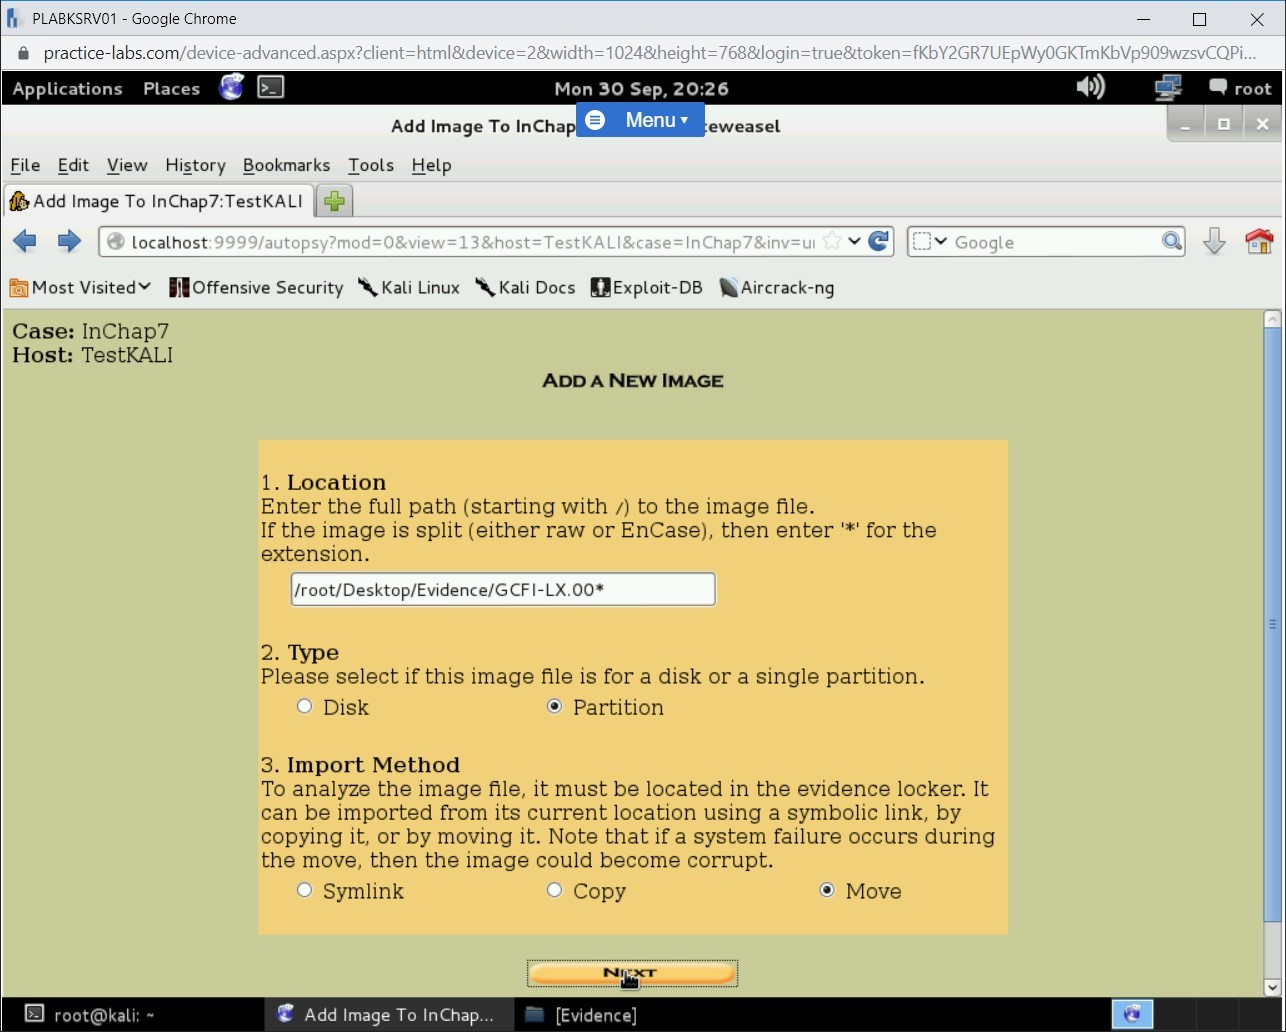 PLABKSRV01 - Google Chrome
practice-labs.com/device-advanced.aspx?client=html&device=2&width=1024&height=768&login=true&token=fKbY2GR7UEpWy0GKTmKbVp909wzsvCQPi...
Applications Places Mon 30 Sep, 20:26 root
Add Image To InChap Menu eweasel
File Edit View History Bookmarks Tools Help
Add Image To InChap7:TestKALI
localhost:9999/autopsy?mod=0&view=13&host=TestKALI&case=InChap7&inv=u Google
Most Visited Offensive Security Kali Linux Kali Docs Exploit-DB Aircrack-ng
Case: InChap7
Host: TestKALI
ADD A NEW IMAGE
1. Location
Enter the full path (starting with /) to the image file.
If the image is split (either raw or EnCase), then enter '*' for the
extension.
/root/Desktop/Evidence/GCFI-LX.00*
2. Type
Please select if this image file is for a disk or a single partition.
Disk Partition
3. Import Method
To analyze the image file, it must be located in the evidence locker. It
can be imported from its current location using a symbolic link, by
copying it, or by moving it. Note that if a system failure occurs during
the move, then the image could become corrupt.
Symlink Copy Move
NEXT
root@kali: ~ Add Image To InChap... [Evidence]